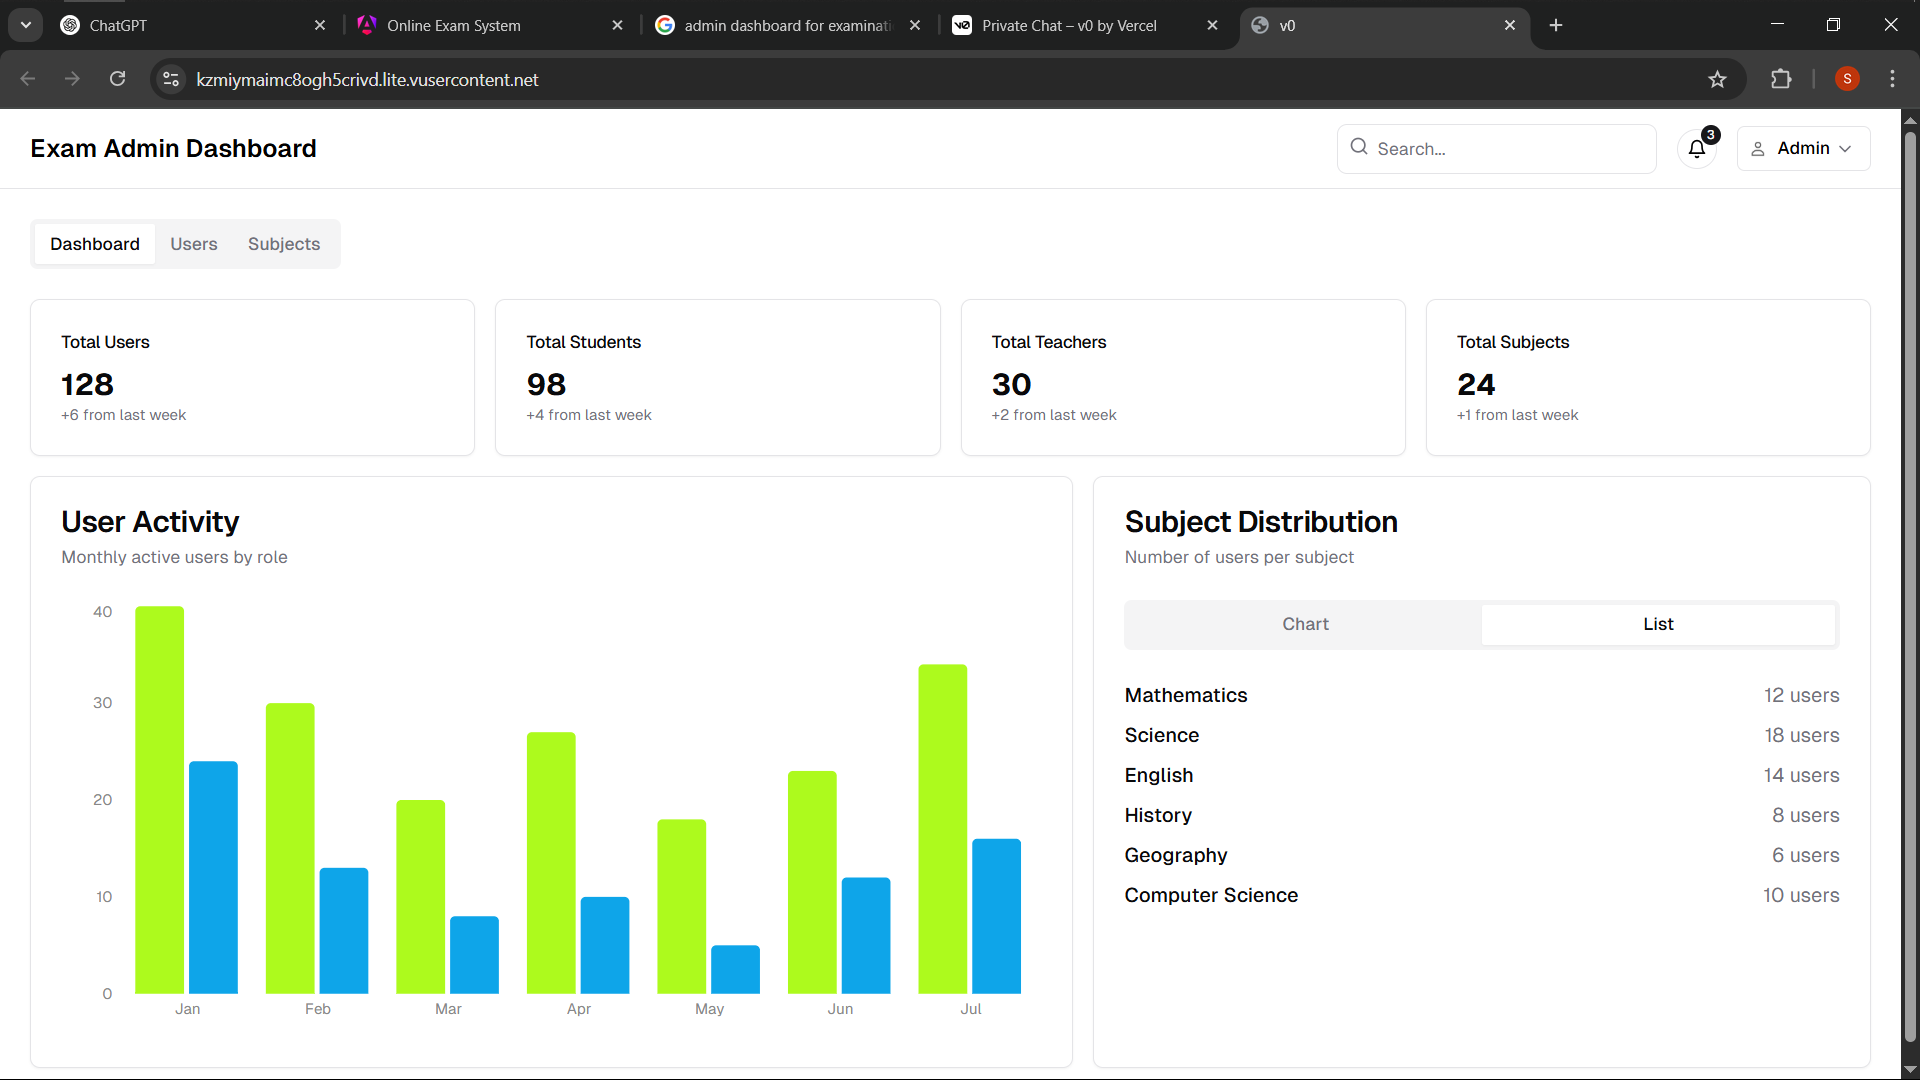 ChatGPT
Online Exam System
admin dashboard for examinati
v0 Private Chat – v0 by Vercel
v0
kzmiymaimc8ogh5crivd.lite.vusercontent.net
S
Exam Admin Dashboard
Search...
3
Admin
Dashboard Users Subjects
Total Users
128
+6 from last week
Total Students
98
+4 from last week
Total Teachers
30
+2 from last week
Total Subjects
24
+1 from last week
User Activity
Monthly active users by role
40
30
20
10
0
Jan Feb Mar Apr May Jun Jul
Subject Distribution
Number of users per subject
Chart List
Mathematics 12 users
Science 18 users
English 14 users
History 8 users
Geography 6 users
Computer Science 10 users